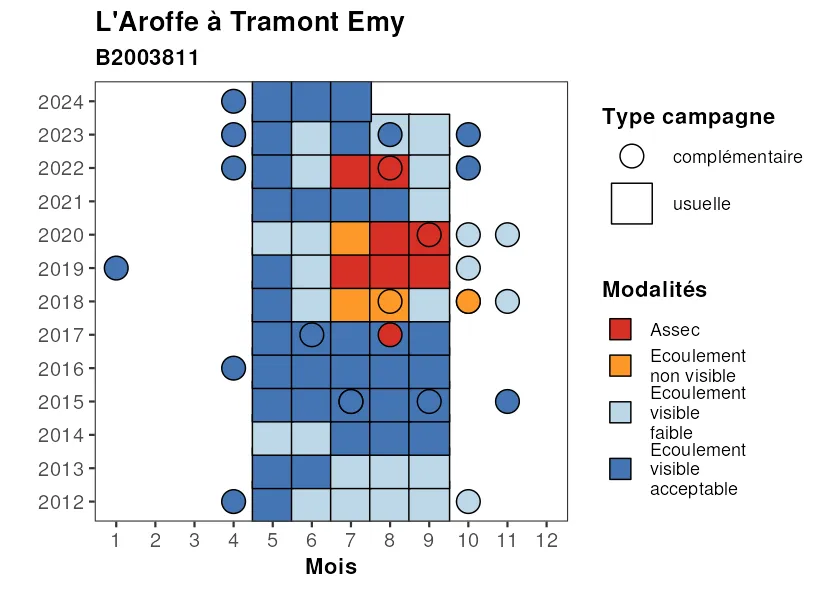 L'Aroffe à Tramont Emy
B2003811
2024
2023
2022
2021
2020
2019
2018
2017
2016
2015
2014
2013
2012
1 2 3 4 5 6 7 8 9 10 11 12
Mois
Type campagne
complémentaire
usuelle
Modalités
Assec
Ecoulement
non visible
Ecoulement
visible
faible
Ecoulement
visible
acceptable